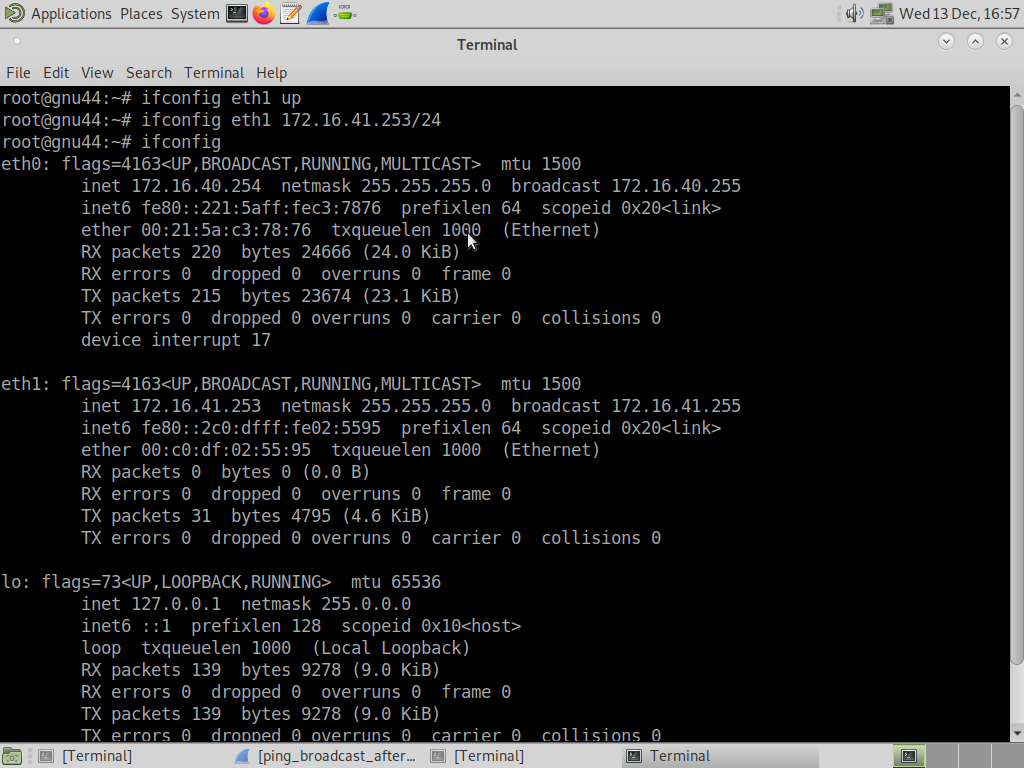 Applications Places System Wed 13 Dec, 16:57
Terminal
File Edit View Search Terminal Help
root@gnu44:~# ifconfig eth1 up
root@gnu44:~# ifconfig eth1 172.16.41.253/24
root@gnu44:~# ifconfig
eth0: flags=4163<UP,BROADCAST,RUNNING,MULTICAST>  mtu 1500
        inet 172.16.40.254  netmask 255.255.255.0  broadcast 172.16.40.255
        inet6 fe80::221:5aff:fec3:7876  prefixlen 64  scopeid 0x20<link>
        ether 00:21:5a:c3:78:76  txqueuelen 1000  (Ethernet)
        RX packets 220  bytes 24666 (24.0 KiB)
        RX errors 0  dropped 0  overruns 0  frame 0
        TX packets 215  bytes 23674 (23.1 KiB)
        TX errors 0  dropped 0 overruns 0  carrier 0  collisions 0
        device interrupt 17
eth1: flags=4163<UP,BROADCAST,RUNNING,MULTICAST>  mtu 1500
        inet 172.16.41.253  netmask 255.255.255.0  broadcast 172.16.41.255
        inet6 fe80::2c0:dfff:fe02:5595  prefixlen 64  scopeid 0x20<link>
        ether 00:c0:df:02:55:95  txqueuelen 1000  (Ethernet)
        RX packets 0  bytes 0 (0.0 B)
        RX errors 0  dropped 0  overruns 0  frame 0
        TX packets 31  bytes 4795 (4.6 KiB)
        TX errors 0  dropped 0 overruns 0  carrier 0  collisions 0
lo: flags=73<UP,LOOPBACK,RUNNING>  mtu 65536
        inet 127.0.0.1  netmask 255.0.0.0
        inet6 ::1  prefixlen 128  scopeid 0x10<host>
        loop  txqueuelen 1000  (Local Loopback)
        RX packets 139  bytes 9278 (9.0 KiB)
        RX errors 0  dropped 0  overruns 0  frame 0
        TX packets 139  bytes 9278 (9.0 KiB)
        TX errors 0  dropped 0 overruns 0  carrier 0  collisions 0
[Terminal] [ping_broadcast_after... [Terminal] Terminal